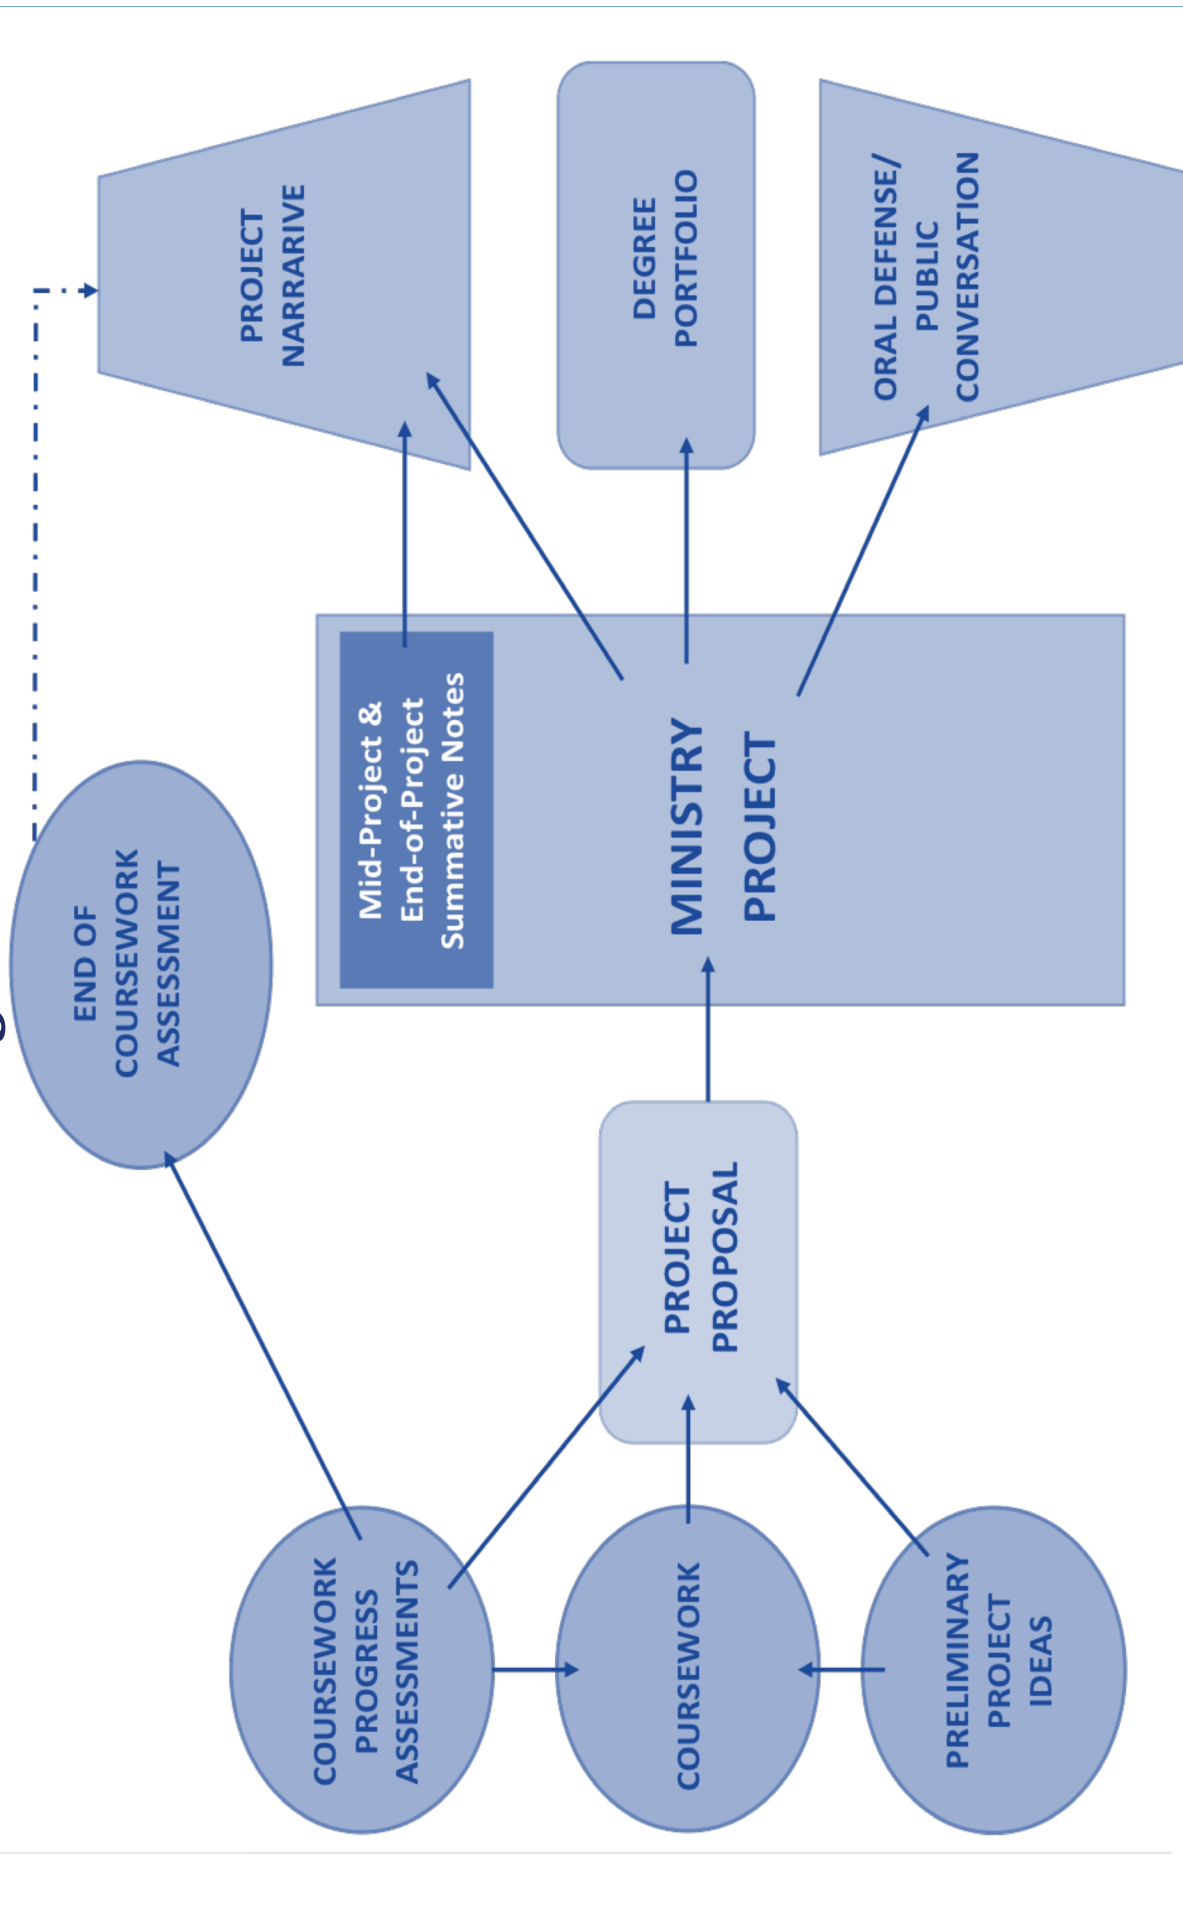 END OF
COURSEWORK
ASSESSMENT
COURSEWORK
PROGRESS
ASSESSMENTS
COURSEWORK
PRELIMINARY
PROJECT
IDEAS
PROJECT
PROPOSAL
Mid-Project &
End-of-Project
Summative Notes
MINISTRY
PROJECT
PROJECT
NARRARIVE
DEGREE
PORTFOLIO
ORAL DEFENSE/
PUBLIC
CONVERSATION